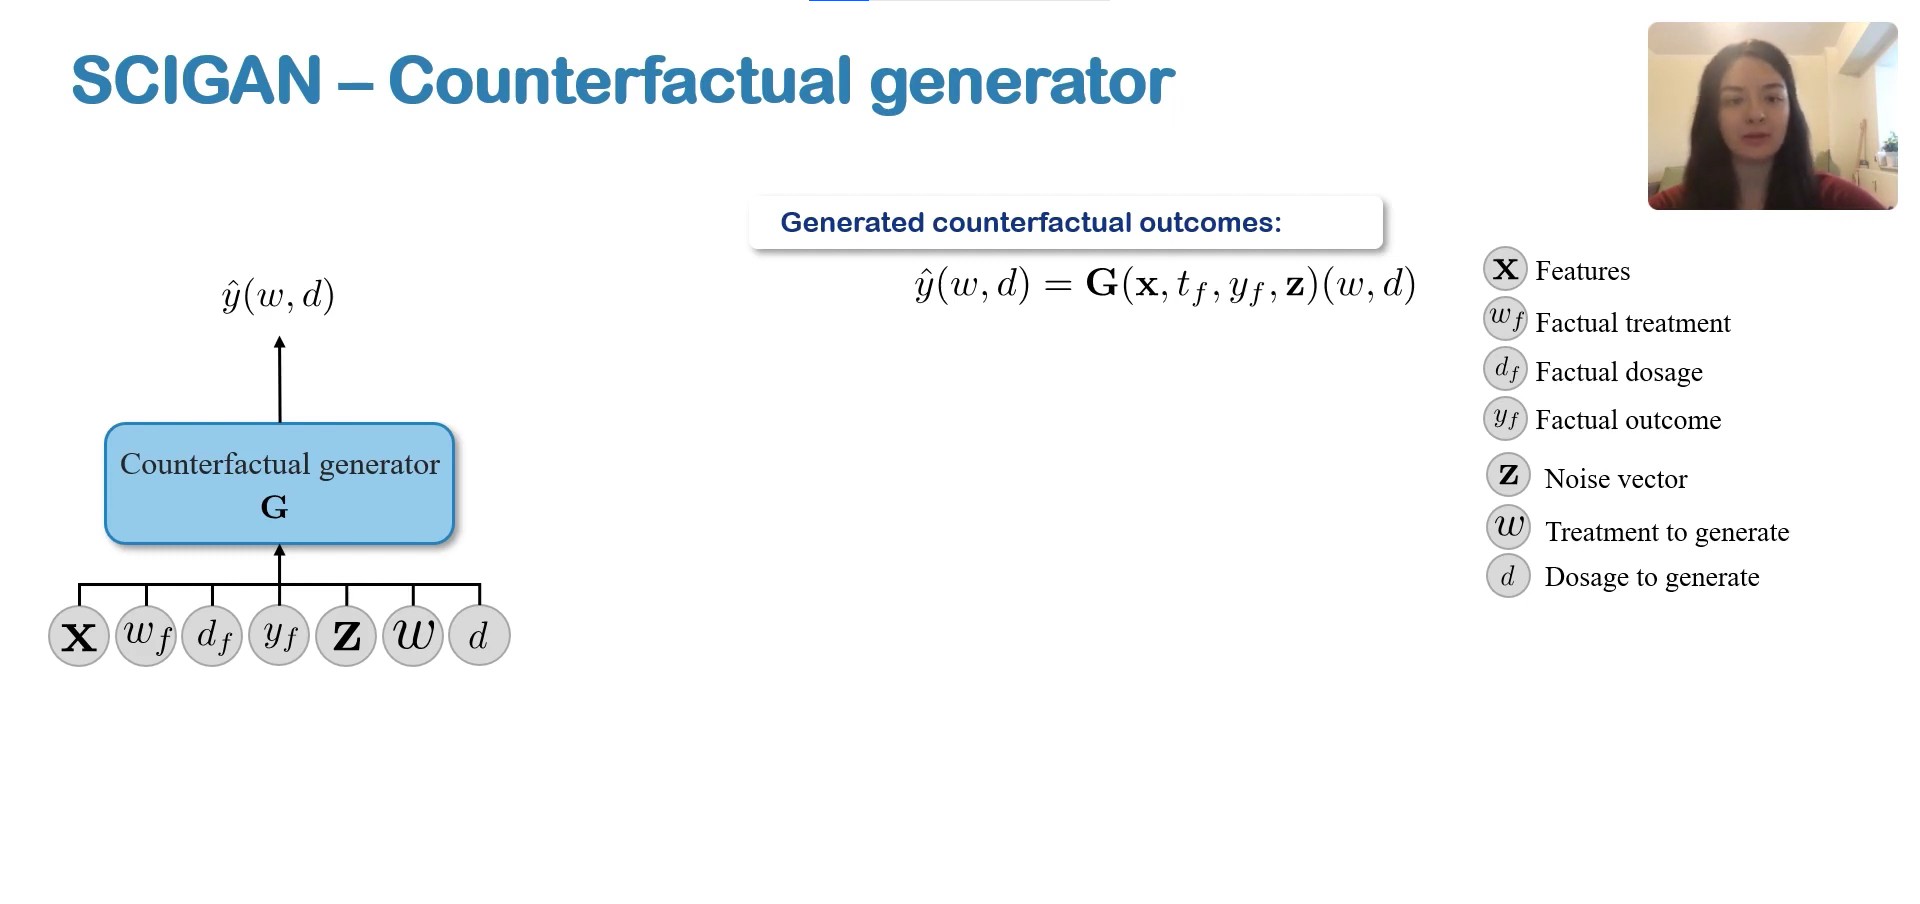 SCIGAN – Counterfactual generator
Generated counterfactual outcomes:
ŷ(w, d) = G(x, t_f, y_f, z)(w, d)
ŷ(w, d)
Counterfactual generator
G
x w_f d_f y_f z w d
x Features
w_f Factual treatment
d_f Factual dosage
y_f Factual outcome
z Noise vector
w Treatment to generate
d Dosage to generate